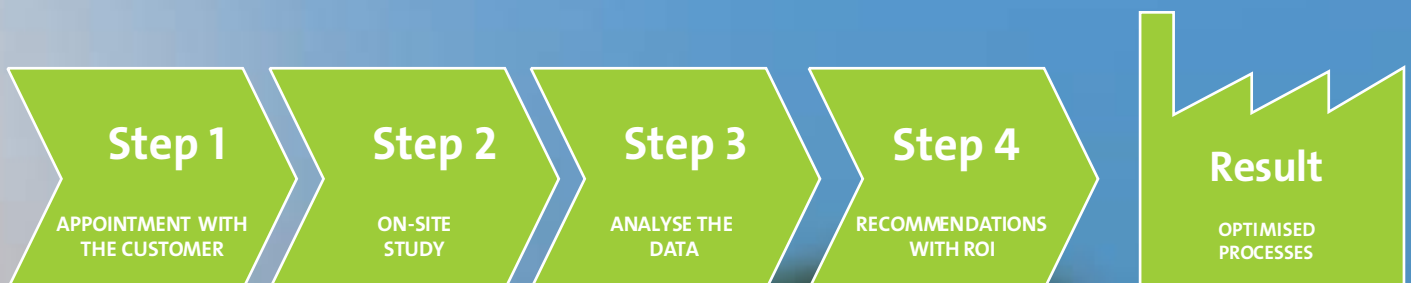 Step 1
APPOINTMENT WITH
THE CUSTOMER
Step 2
ON-SITE
STUDY
Step 3
ANALYSE THE
DATA
Step 4
RECOMMENDATIONS
WITH ROI
Result
OPTIMISED
PROCESSES